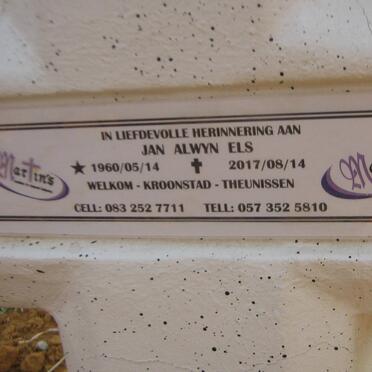 IN LIEFDEVOLLE HERINNERING AAN
JAN ALWYN ELS
Martin's
★ 1960/05/14 ✝ 2017/08/14
WELKOM - KROONSTAD - THEUNISSEN
CELL: 083 252 7711 TELL: 057 352 5810